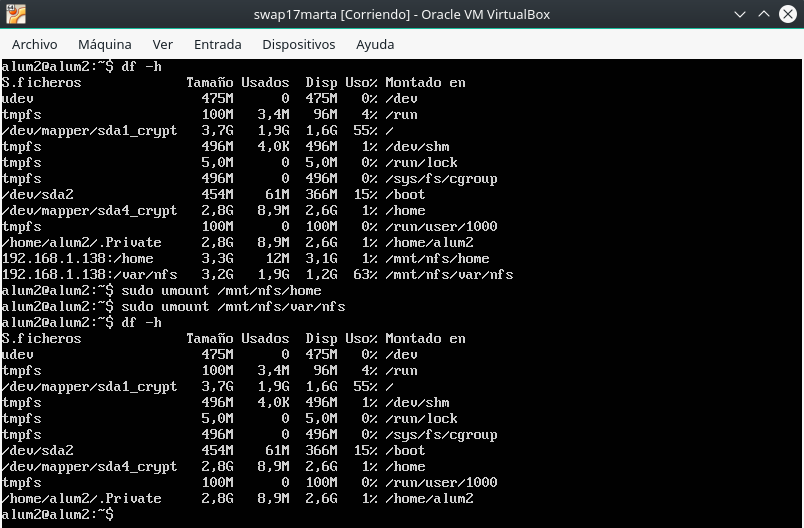 swap17marta [Corriendo] - Oracle VM VirtualBox
Archivo Máquina Ver Entrada Dispositivos Ayuda
alum2@alum2:~$ df -h
S.ficheros Tamaño Usados Disp Uso% Montado en
udev 475M 0 475M 0% /dev
tmpfs 100M 3,4M 96M 4% /run
/dev/mapper/sda1_crypt 3,7G 1,9G 1,6G 55% /
tmpfs 496M 4,0K 496M 1% /dev/shm
tmpfs 5,0M 0 5,0M 0% /run/lock
tmpfs 496M 0 496M 0% /sys/fs/cgroup
/dev/sda2 454M 61M 366M 15% /boot
/dev/mapper/sda4_crypt 2,8G 8,9M 2,6G 1% /home
tmpfs 100M 0 100M 0% /run/user/1000
/home/alum2/.Private 2,8G 8,9M 2,6G 1% /home/alum2
192.168.1.138:/home 3,3G 12M 3,1G 1% /mnt/nfs/home
192.168.1.138:/var/nfs 3,2G 1,9G 1,2G 63% /mnt/nfs/var/nfs
alum2@alum2:~$ sudo umount /mnt/nfs/home
alum2@alum2:~$ sudo umount /mnt/nfs/var/nfs
alum2@alum2:~$ df -h
S.ficheros Tamaño Usados Disp Uso% Montado en
udev 475M 0 475M 0% /dev
tmpfs 100M 3,4M 96M 4% /run
/dev/mapper/sda1_crypt 3,7G 1,9G 1,6G 55% /
tmpfs 496M 4,0K 496M 1% /dev/shm
tmpfs 5,0M 0 5,0M 0% /run/lock
tmpfs 496M 0 496M 0% /sys/fs/cgroup
/dev/sda2 454M 61M 366M 15% /boot
/dev/mapper/sda4_crypt 2,8G 8,9M 2,6G 1% /home
tmpfs 100M 0 100M 0% /run/user/1000
/home/alum2/.Private 2,8G 8,9M 2,6G 1% /home/alum2
alum2@alum2:~$